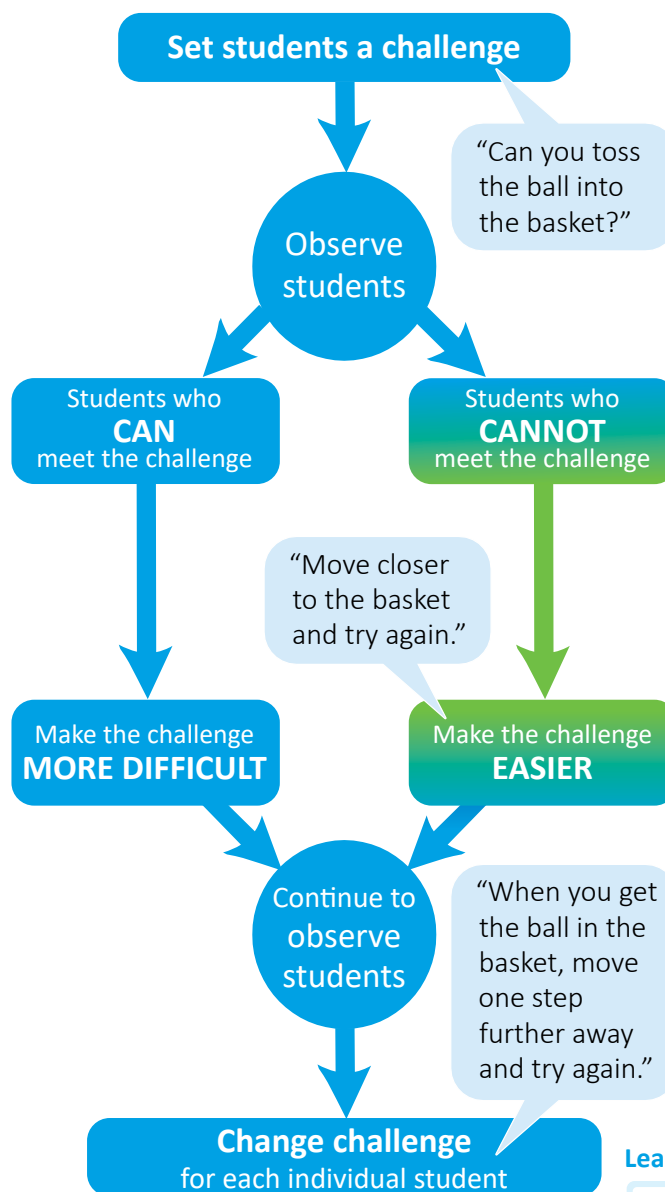 Set students a challenge
“Can you toss
the ball into
the basket?”
Observe
students
Students who
CAN
meet the challenge
Students who
CANNOT
meet the challenge
“Move closer
to the basket
and try again.”
Make the challenge
MORE DIFFICULT
Make the challenge
EASIER
Continue to
observe
students
“When you get
the ball in the
basket, move
one step
further away
and try again.”
Change challenge
for each individual student
Lea